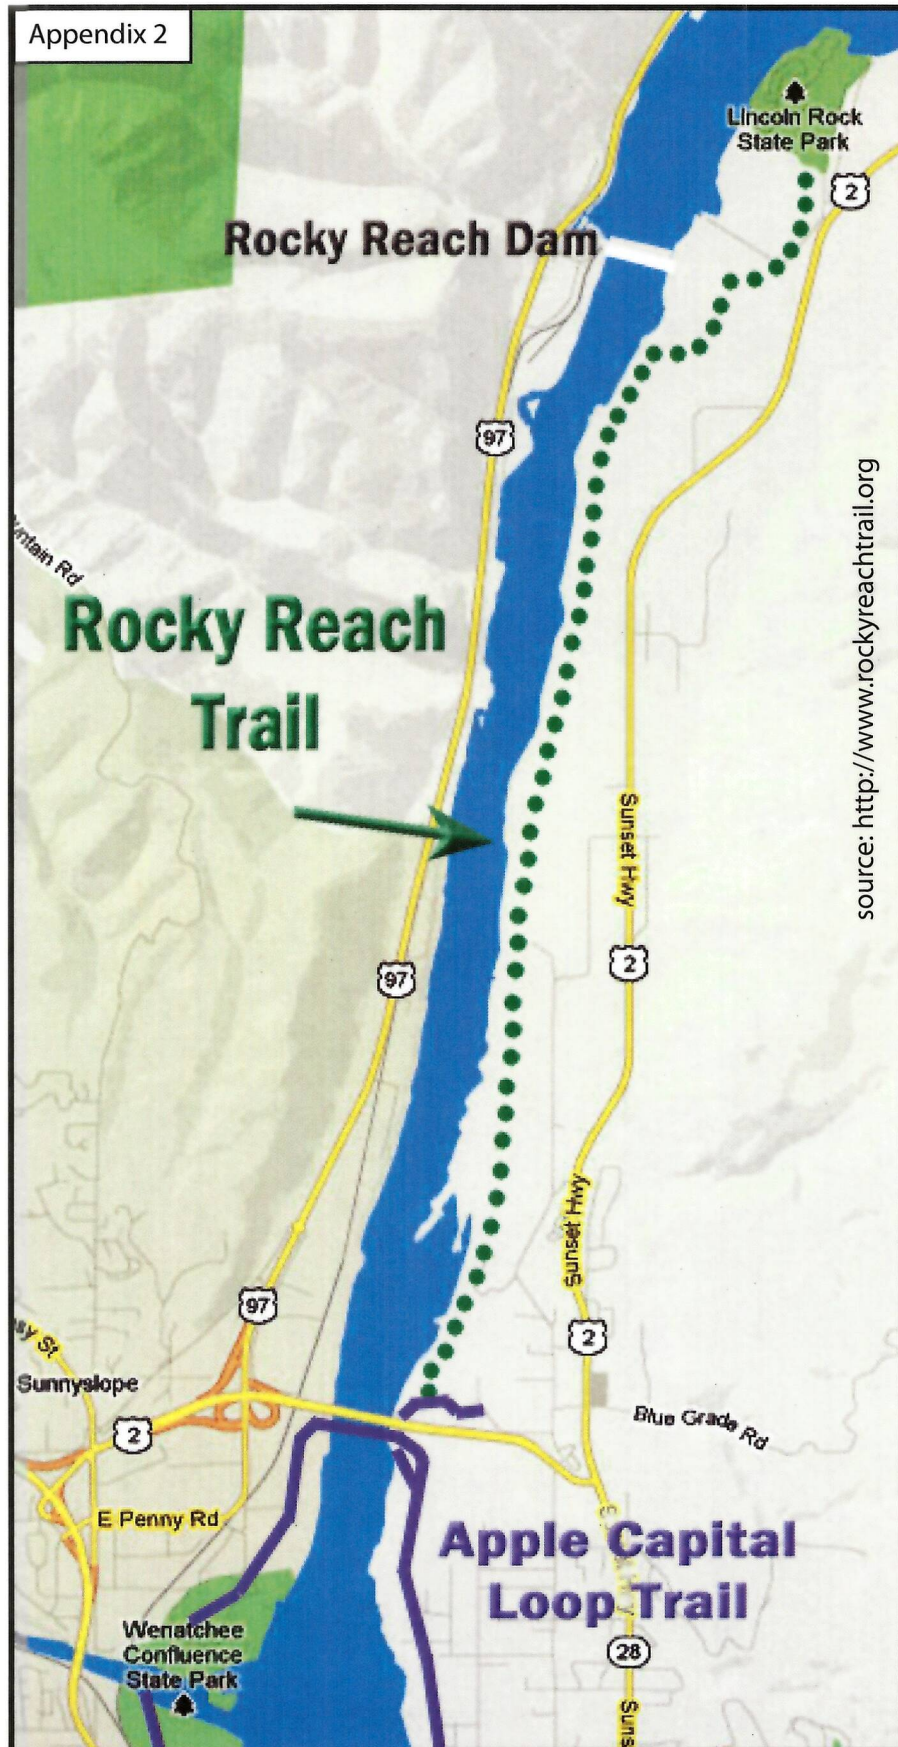 Appendix 2
Lincoln Rock
State Park
2
Rocky Reach Dam
97
source: http://www.rockyreachtrail.org
Rd
Rocky Reach
Trail
Sunset Hwy
2
97
Sunset Hwy
97
2
St
Sunnyslope
2
Blue Grade Rd
E Penny Rd
Apple Capital
Loop Trail
Wenatchee
Confluence
State Park
28